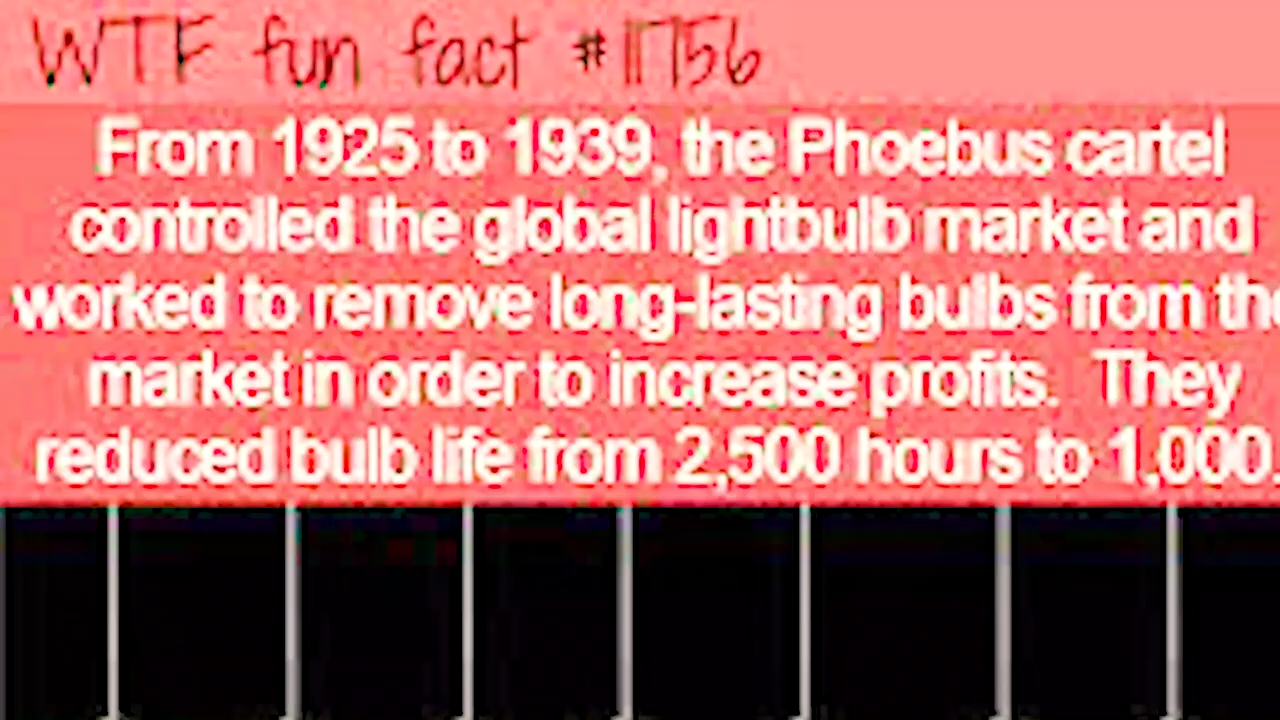 WTF fun fact #11756
From 1925 to 1939, the Phoebus cartel
controlled the global lightbulb market and
worked to remove long-lasting bulbs from the
market in order to increase profits. They
reduced bulb life from 2,500 hours to 1,000.